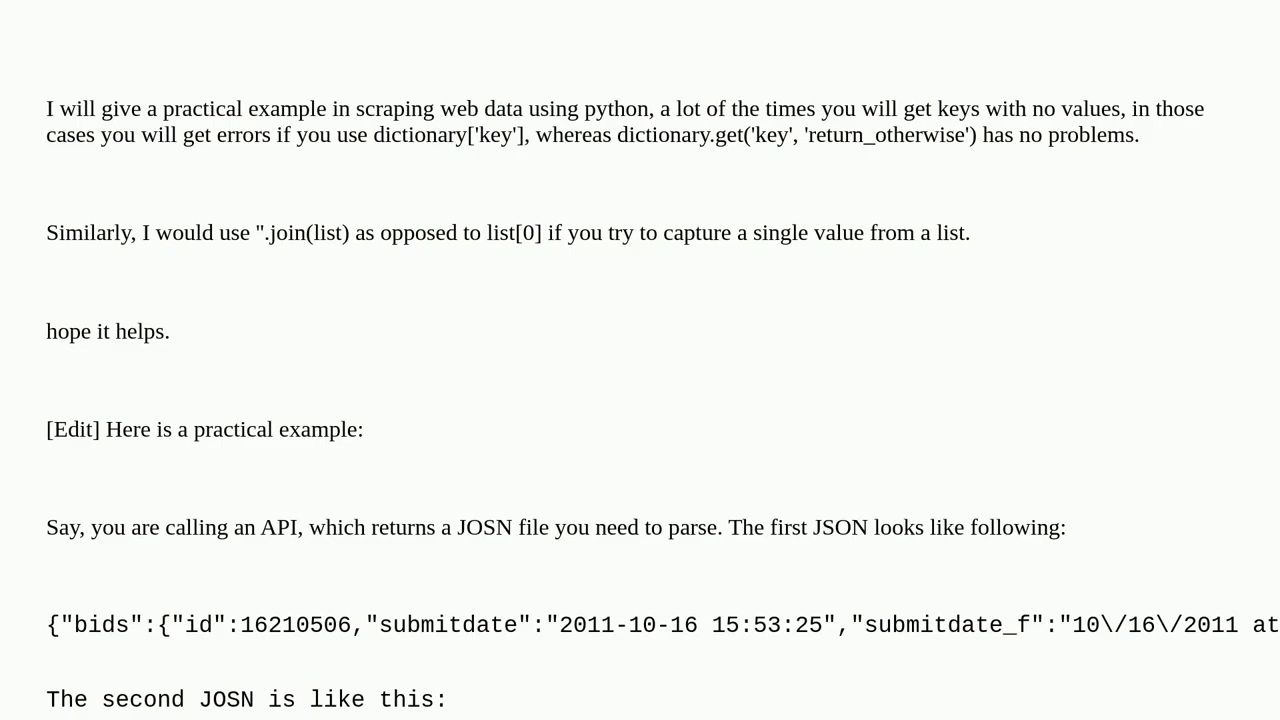 I will give a practical example in scraping web data using python, a lot of the times you will get keys with no values, in those
cases you will get errors if you use dictionary['key'], whereas dictionary.get('key', 'return_otherwise') has no problems.
Similarly, I would use ''.join(list) as opposed to list[0] if you try to capture a single value from a list.
hope it helps.
[Edit] Here is a practical example:
Say, you are calling an API, which returns a JOSN file you need to parse. The first JSON looks like following:
{"bids":{"id":16210506,"submitdate":"2011-10-16 15:53:25","submitdate_f":"10\/16\/2011 at
The second JOSN is like this: